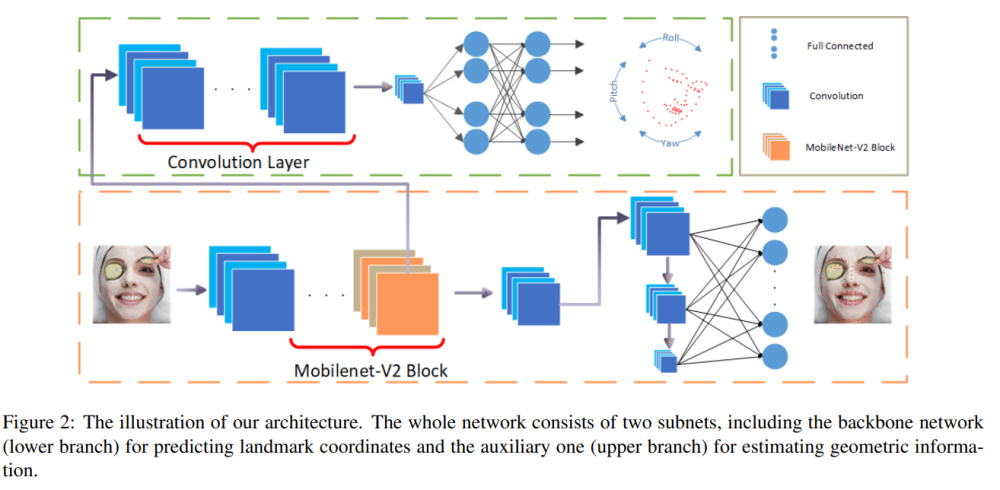 Roll
Pitch
Yaw
Convolution Layer
Full Connected
Convolution
MobileNet-V2 Block
Mobilenet-V2 Block
Figure 2: The illustration of our architecture. The whole network consists of two subnets, including the backbone network
(lower branch) for predicting landmark coordinates and the auxiliary one (upper branch) for estimating geometric informa-
tion.